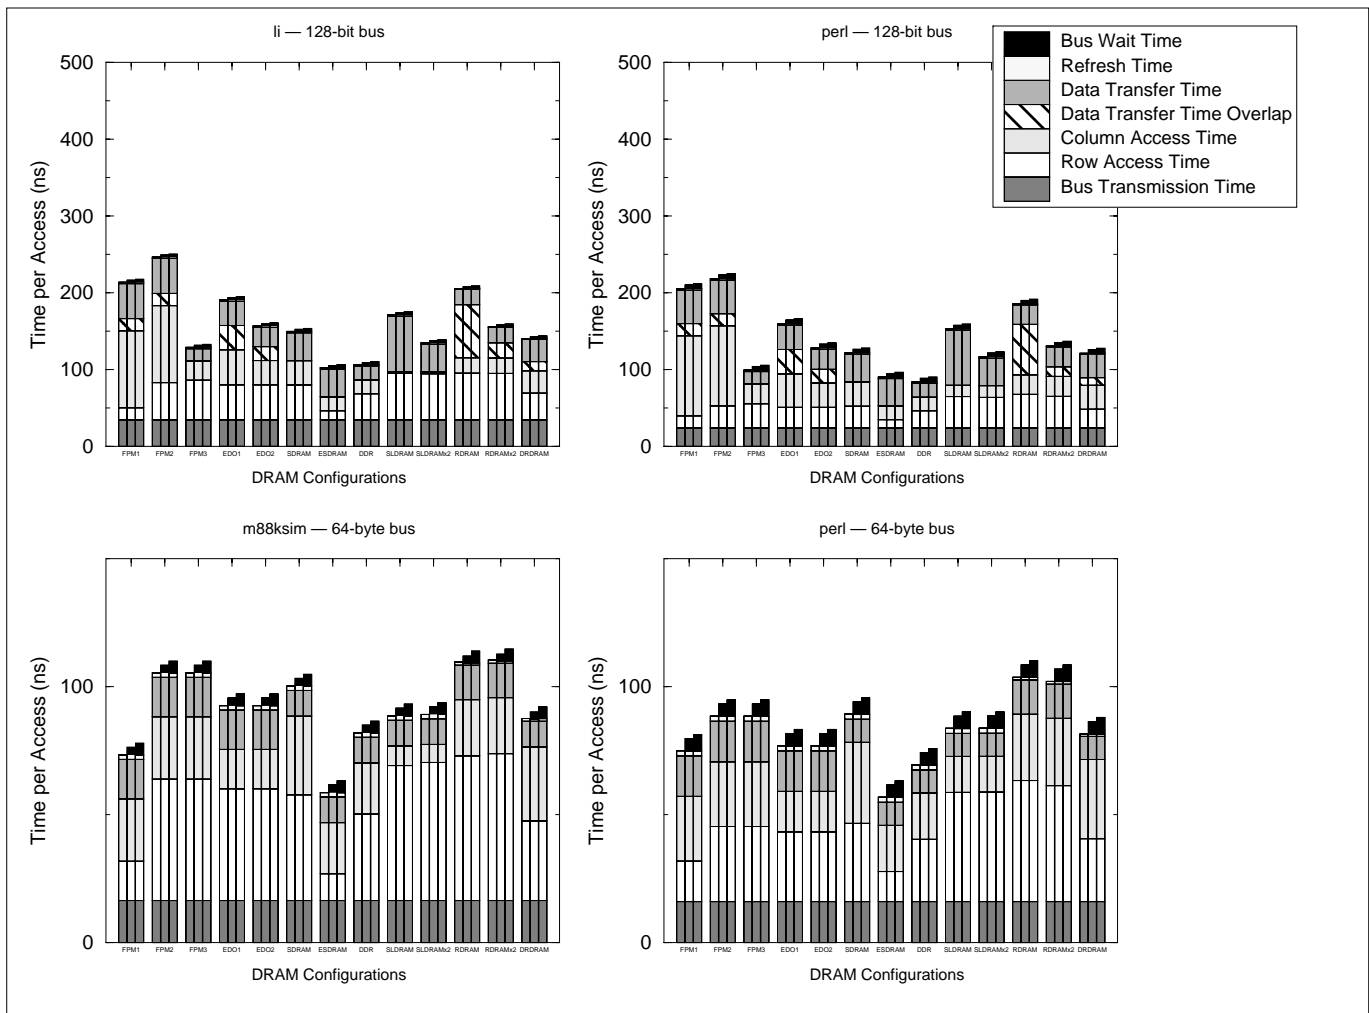 li — 128-bit bus
500
400
300
200
100
0
Time per Access (ns)
FPM1 FPM2 FPM3 EDO1 EDO2 SDRAM ESDRAM DDR SLDRAM SLDRAMx2 RDRAM RDRAMx2 DRDRAM
DRAM Configurations
perl — 128-bit bus
500
400
300
200
100
0
Time per Access (ns)
FPM1 FPM2 FPM3 EDO1 EDO2 SDRAM ESDRAM DDR SLDRAM SLDRAMx2 RDRAM RDRAMx2 DRDRAM
DRAM Configurations
Bus Wait Time
Refresh Time
Data Transfer Time
Data Transfer Time Overlap
Column Access Time
Row Access Time
Bus Transmission Time
m88ksim — 64-byte bus
100
0
Time per Access (ns)
FPM1 FPM2 FPM3 EDO1 EDO2 SDRAM ESDRAM DDR SLDRAM SLDRAMx2 RDRAM RDRAMx2 DRDRAM
DRAM Configurations
perl — 64-byte bus
100
0
Time per Access (ns)
FPM1 FPM2 FPM3 EDO1 EDO2 SDRAM ESDRAM DDR SLDRAM SLDRAMx2 RDRAM RDRAMx2 DRDRAM
DRAM Configurations